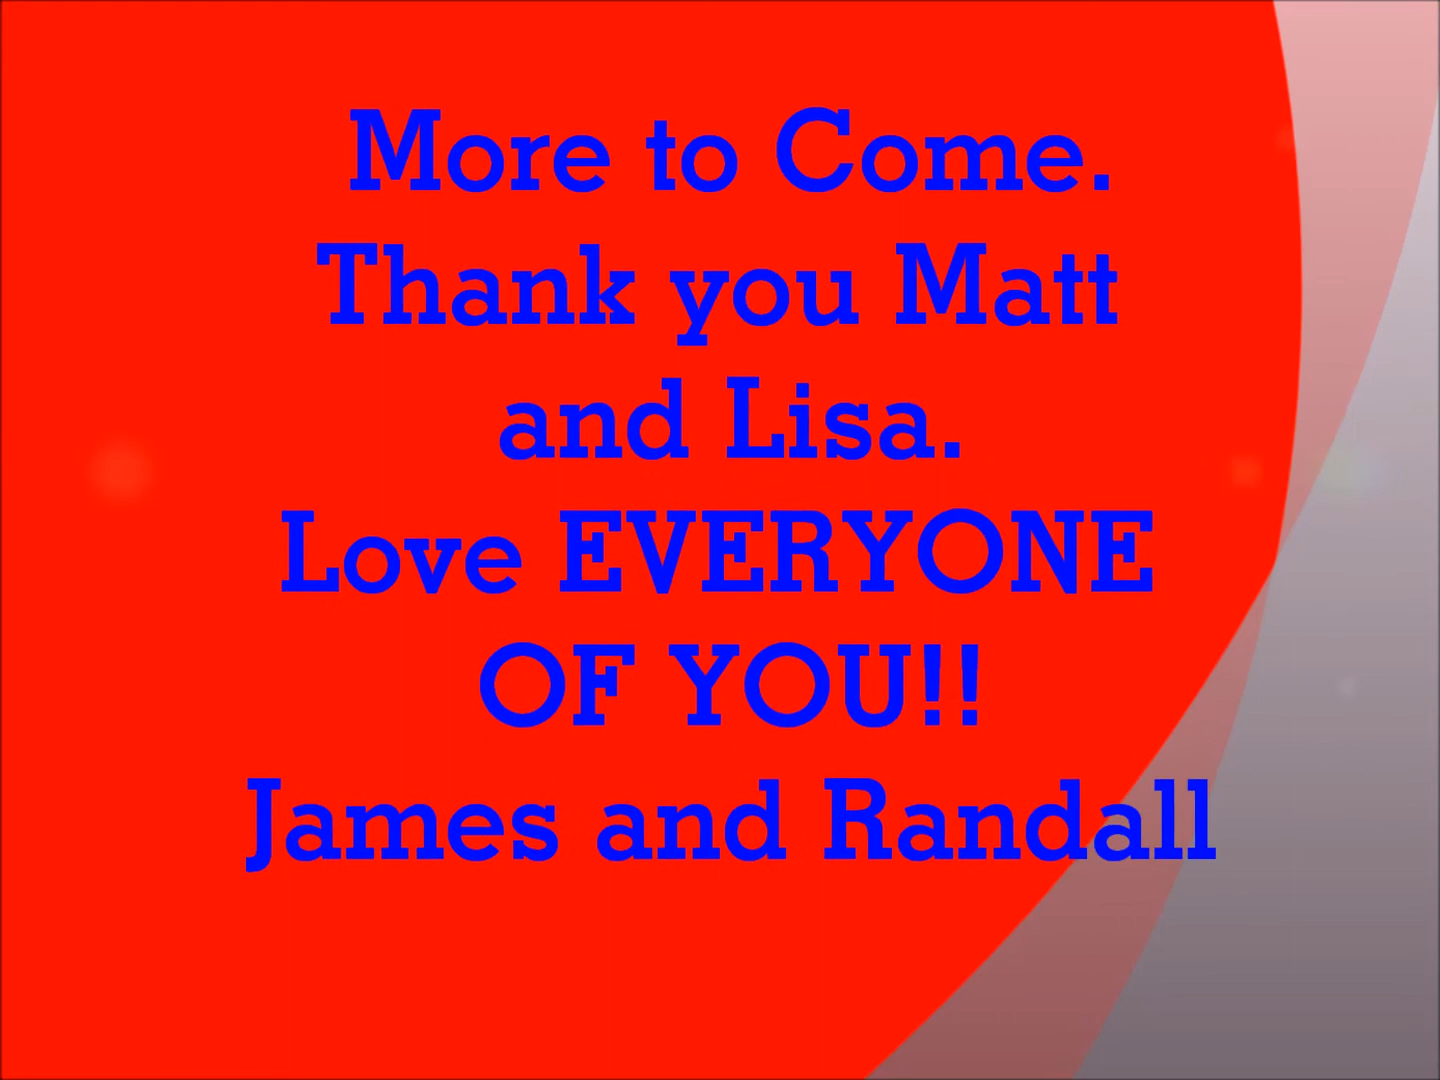 More to Come.
Thank you Matt
and Lisa.
Love EVERYONE
OF YOU!!
James and Randall